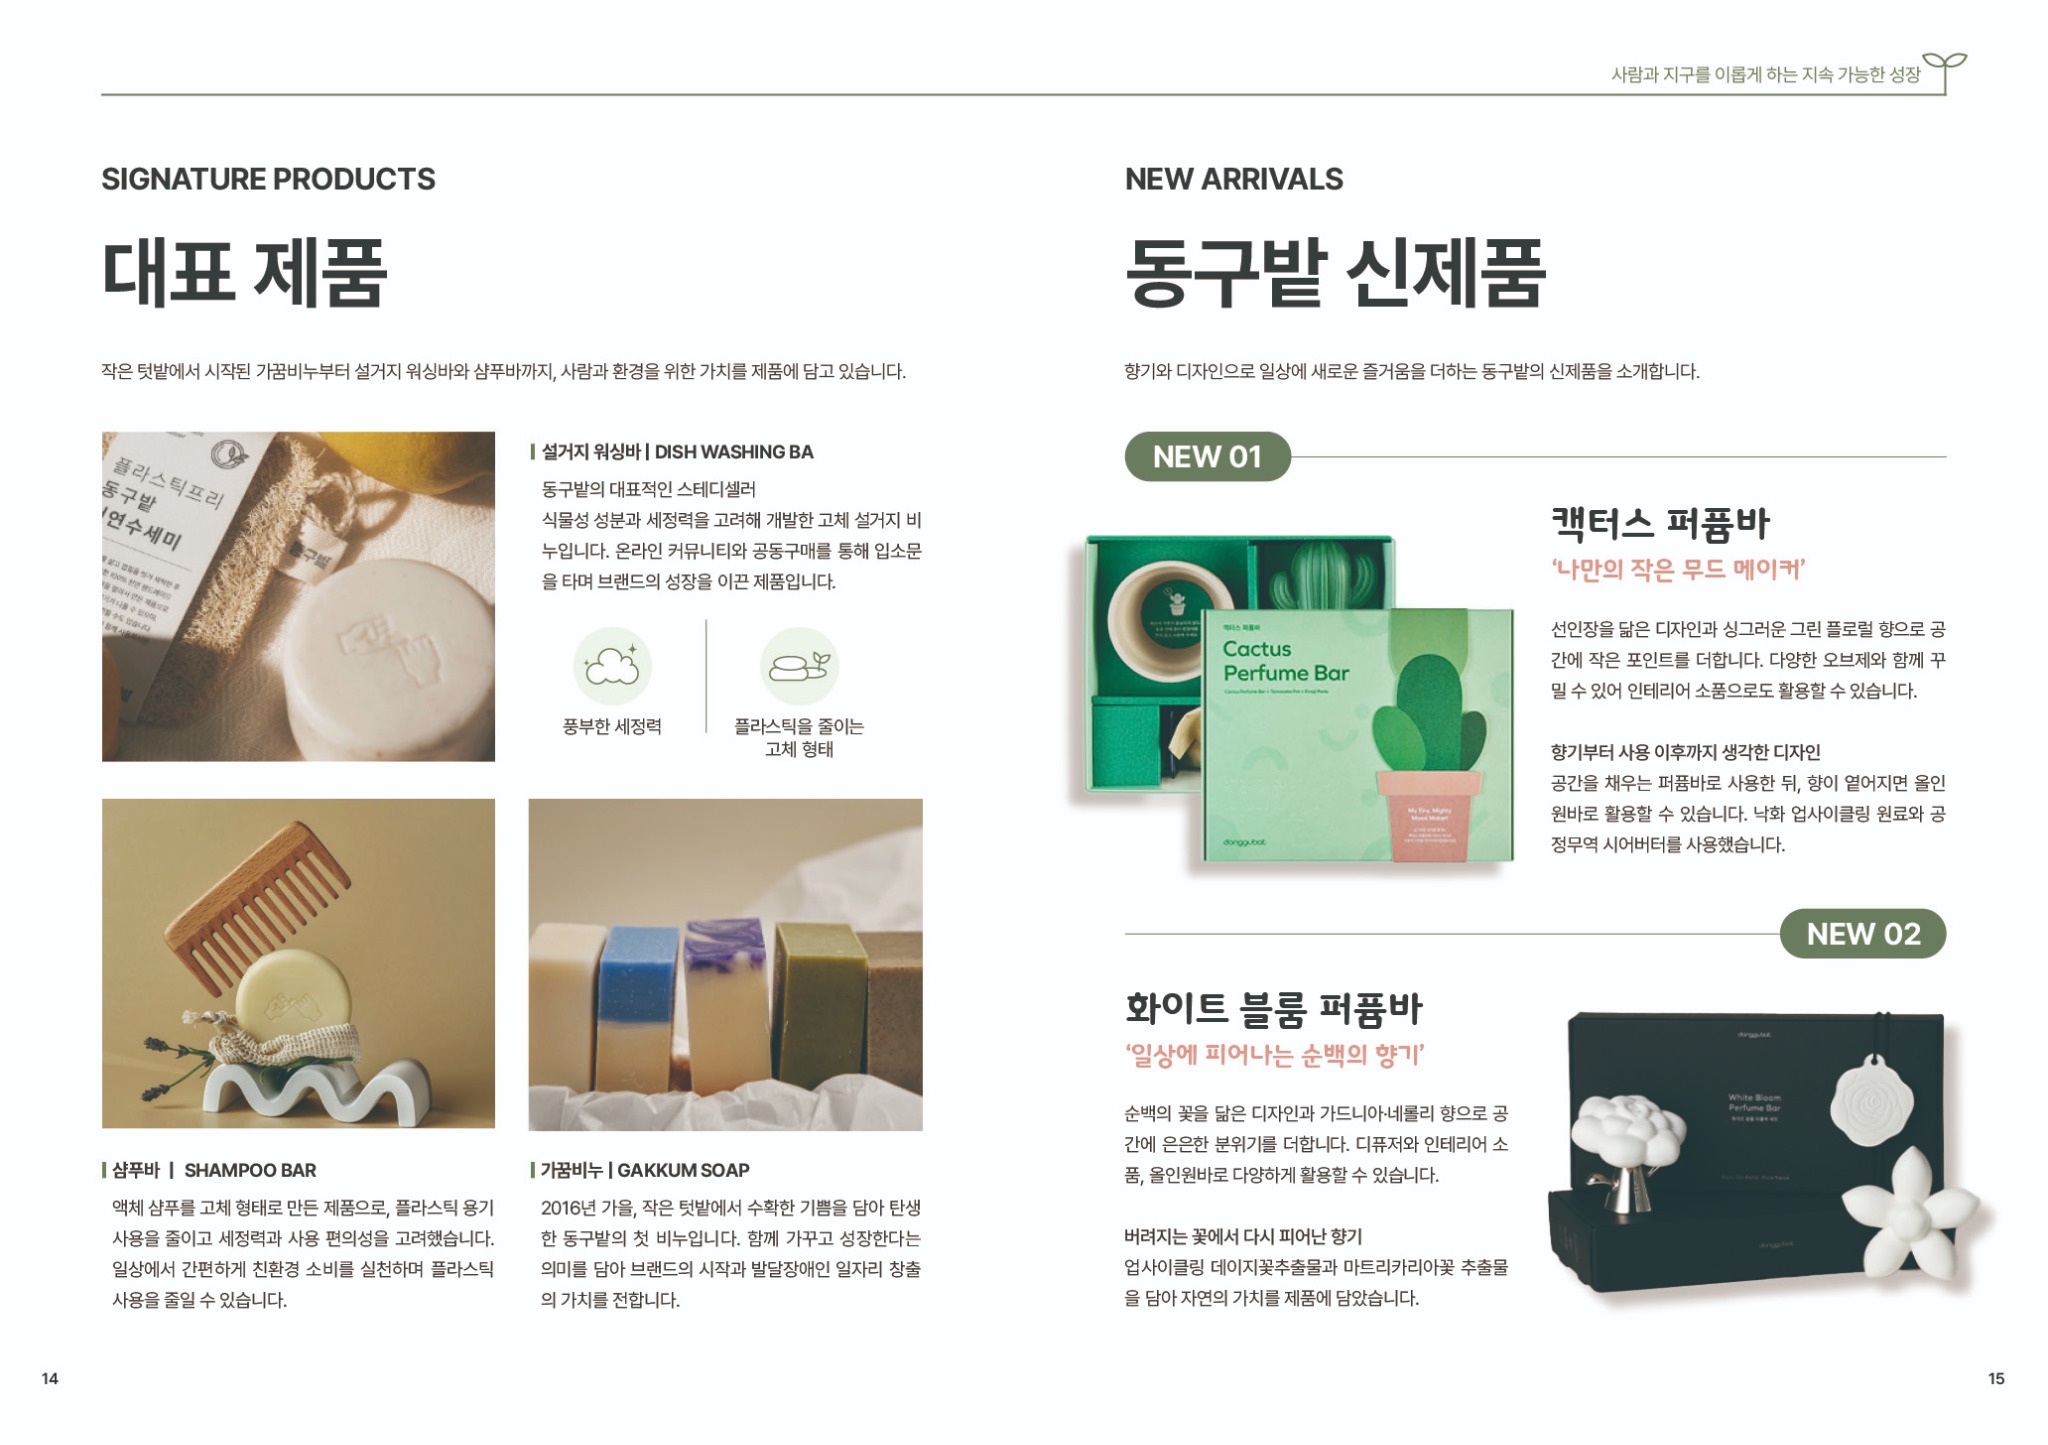 사람과 지구를 이롭게 하는 지속 가능한 성장
SIGNATURE PRODUCTS
대표 제품
작은 텃밭에서 시작된 가꿈비누부터 설거지 워싱바와 샴푸바까지, 사람과 환경을 위한 가치를 제품에 담고 있습니다.
플라스틱프리
동구밭
연수세미
동구밭
설거지 워싱바 | DISH WASHING BA
동구밭의 대표적인 스테디셀러
식물성 성분과 세정력을 고려해 개발한 고체 설거지 비
누입니다. 온라인 커뮤니티와 공동구매를 통해 입소문
을 타며 브랜드의 성장을 이끈 제품입니다.
풍부한 세정력
플라스틱을 줄이는
고체 형태
샴푸바 | SHAMPOO BAR
액체 샴푸를 고체 형태로 만든 제품으로, 플라스틱 용기
사용을 줄이고 세정력과 사용 편의성을 고려했습니다.
일상에서 간편하게 친환경 소비를 실천하며 플라스틱
사용을 줄일 수 있습니다.
가꿈비누 | GAKKUM SOAP
2016년 가을, 작은 텃밭에서 수확한 기쁨을 담아 탄생
한 동구밭의 첫 비누입니다. 함께 가꾸고 성장한다는
의미를 담아 브랜드의 시작과 발달장애인 일자리 창출
의 가치를 전합니다.
14
NEW ARRIVALS
동구밭 신제품
향기와 디자인으로 일상에 새로운 즐거움을 더하는 동구밭의 신제품을 소개합니다.
NEW 01
캑터스 퍼퓸바
Cactus
Perfume Bar
My Tiny, Mighty
Mood Maker!
donggubat
캑터스 퍼퓸바
‘나만의 작은 무드 메이커’
선인장을 닮은 디자인과 싱그러운 그린 플로럴 향으로 공
간에 작은 포인트를 더합니다. 다양한 오브제와 함께 꾸
밀 수 있어 인테리어 소품으로도 활용할 수 있습니다.
향기부터 사용 이후까지 생각한 디자인
공간을 채우는 퍼퓸바로 사용한 뒤, 향이 옅어지면 올인
원바로 활용할 수 있습니다. 낙화 업사이클링 원료와 공
정무역 시어버터를 사용했습니다.
NEW 02
화이트 블룸 퍼퓸바
‘일상에 피어나는 순백의 향기’
순백의 꽃을 닮은 디자인과 가드니아·네롤리 향으로 공
간에 은은한 분위기를 더합니다. 디퓨저와 인테리어 소
품, 올인원바로 다양하게 활용할 수 있습니다.
버려지는 꽃에서 다시 피어난 향기
업사이클링 데이지꽃추출물과 마트리카리아꽃 추출물
을 담아 자연의 가치를 제품에 담았습니다.
donggubat
White Bloom
Perfume Bar
donggubat
15